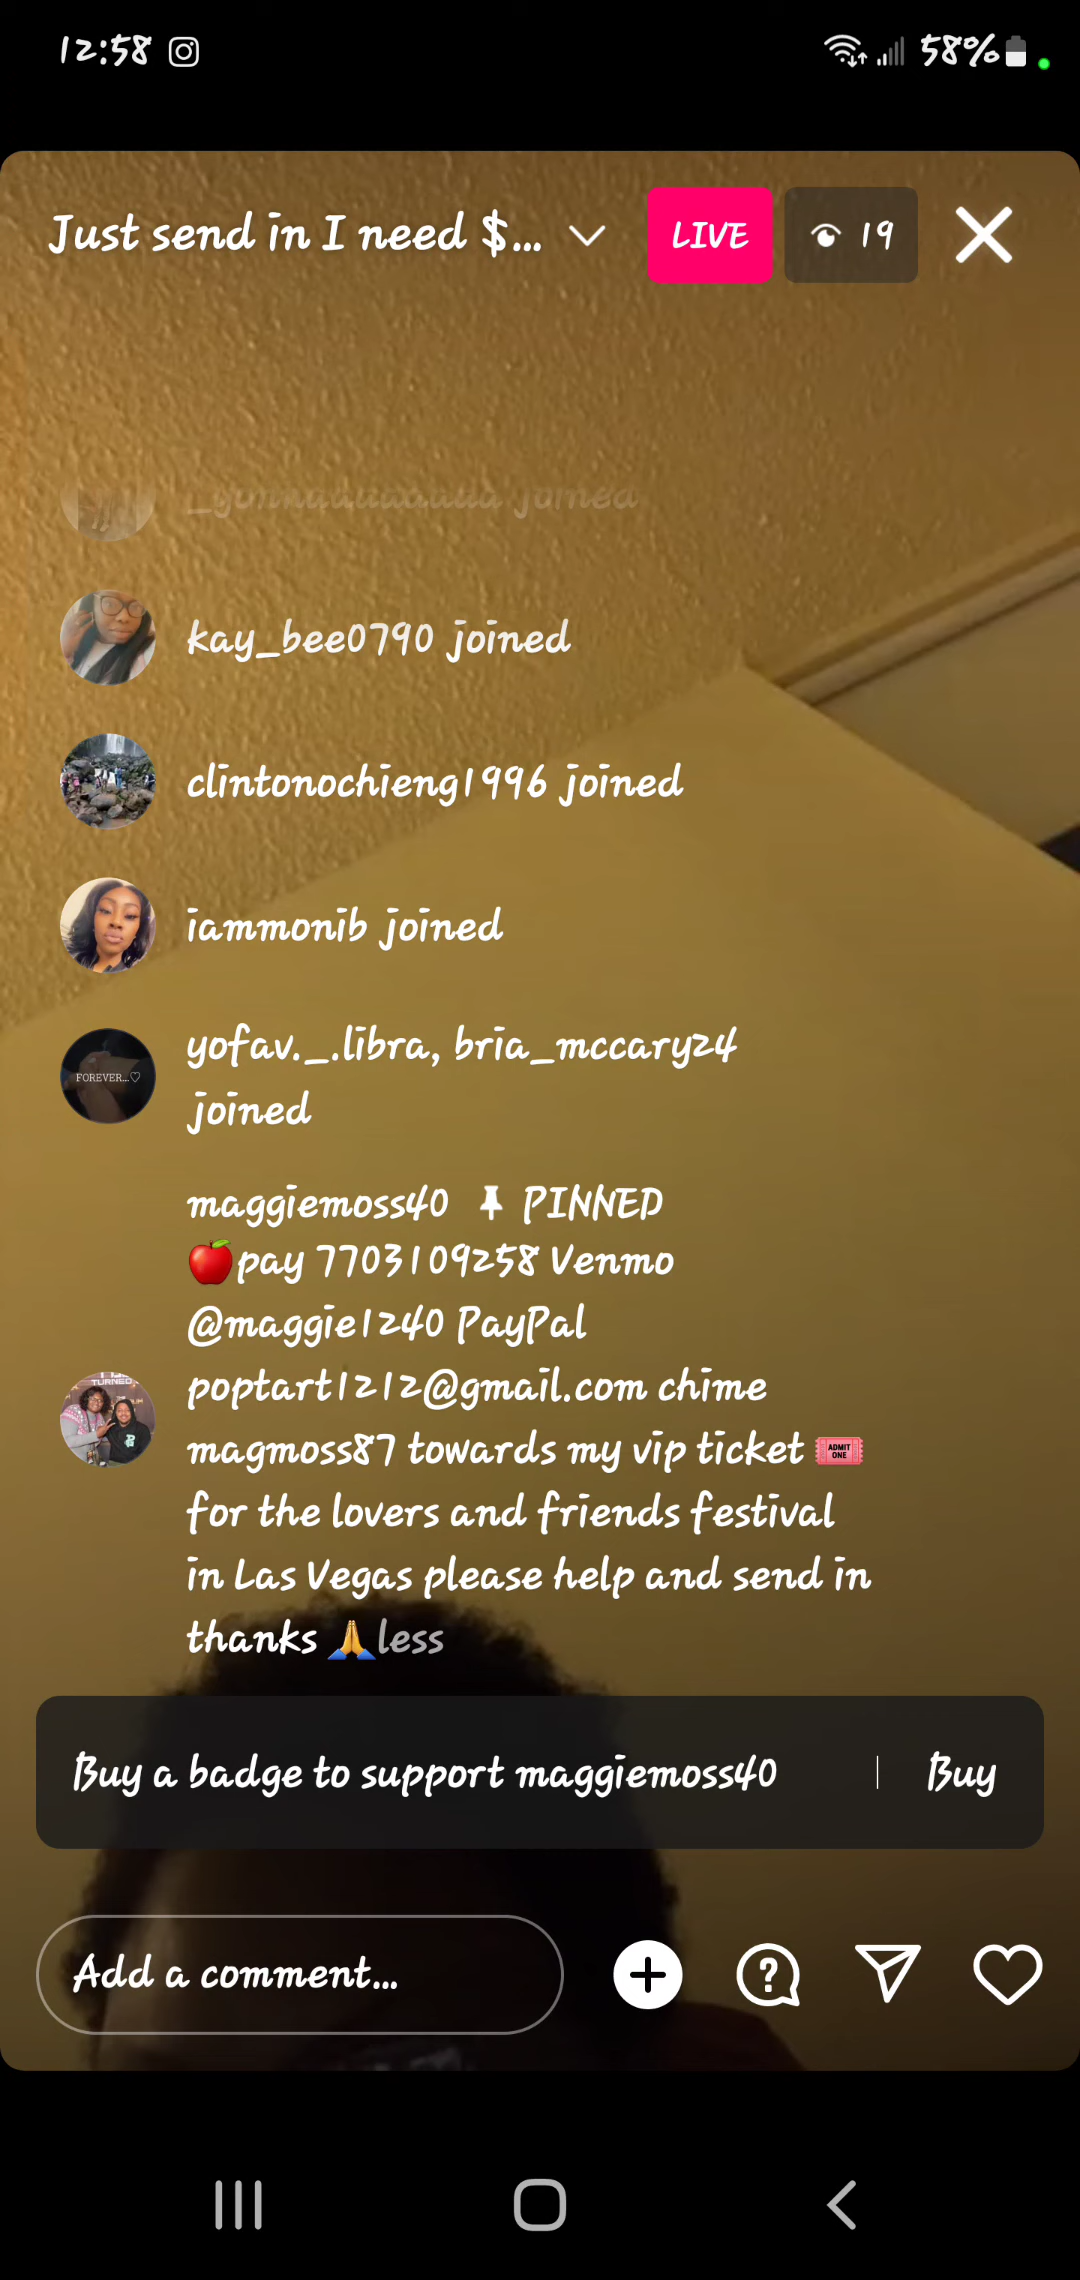 12:58
58%
Just send in I need $...
LIVE
19
joined
kay_bee0790 joined
clintonochieng1996 joined
iammonib joined
FOREVER...♡
yofav._.libra, bria_mccary24
joined
maggiemoss40 📌 PINNED
🍎pay 7703109258 Venmo
@maggie1240 PayPal
poptart1212@gmail.com chime
magmoss87 towards my vip ticket 🎟️
for the lovers and friends festival
in Las Vegas please help and send in
thanks 🙏less
Buy a badge to support maggiemoss40 | Buy
Add a comment...